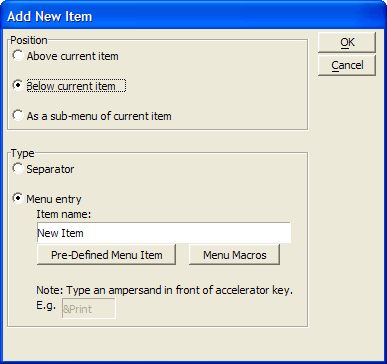 Add New Item
Position
Above current item
Below current item
As a sub-menu of current item
OK
Cancel
Type
Separator
Menu entry
Item name:
New Item
Pre-Defined Menu Item
Menu Macros
Note: Type an ampersand in front of accelerator key.
E.g. &Print